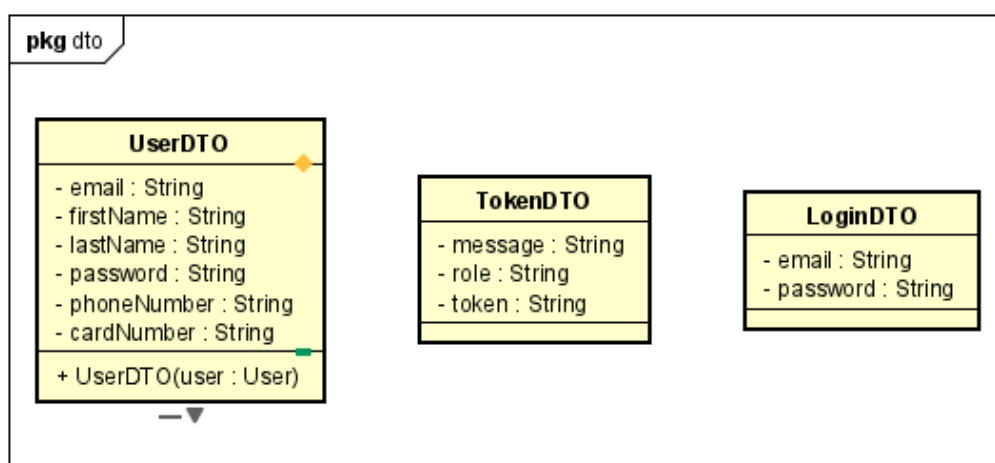 pkg dto
UserDTO
- email : String
- firstName : String
- lastName : String
- password : String
- phoneNumber : String
- cardNumber : String
+ UserDTO(user : User)
TokenDTO
- message : String
- role : String
- token : String
LoginDTO
- email : String
- password : String